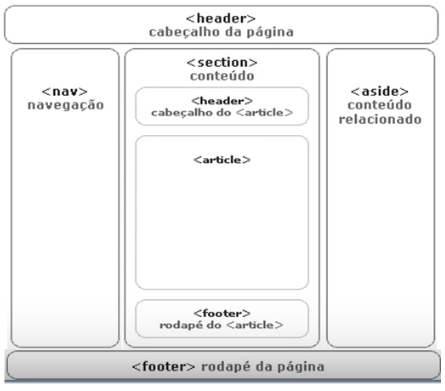 <header>
cabeçalho da página
<nav>
navegação
<section>
conteúdo
<header>
cabeçalho do <article>
<article>
<footer>
rodapé do <article>
<aside>
conteúdo
relacionado
<footer> rodapé da página